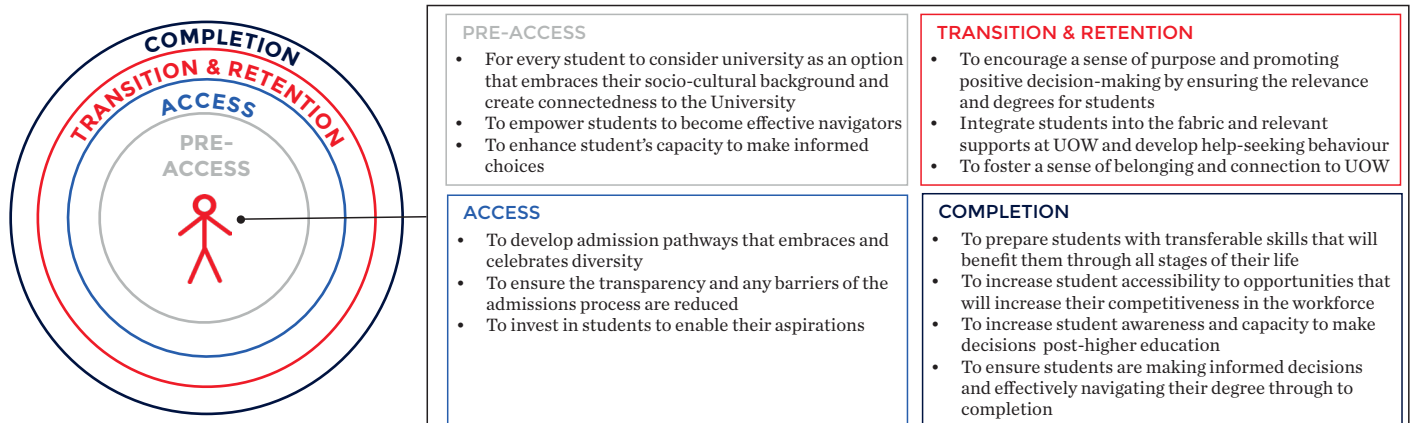 COMPLETION
TRANSITION & RETENTION
ACCESS
PRE-
ACCESS
PRE-ACCESS
• For every student to consider university as an option
that embraces their socio-cultural background and
create connectedness to the University
• To empower students to become effective navigators
• To enhance student's capacity to make informed
choices
TRANSITION & RETENTION
• To encourage a sense of purpose and promoting
positive decision-making by ensuring the relevance
and degrees for students
• Integrate students into the fabric and relevant
supports at UOW and develop help-seeking behaviour
• To foster a sense of belonging and connection to UOW
ACCESS
• To develop admission pathways that embraces and
celebrates diversity
• To ensure the transparency and any barriers of the
admissions process are reduced
• To invest in students to enable their aspirations
COMPLETION
• To prepare students with transferable skills that will
benefit them through all stages of their life
• To increase student accessibility to opportunities that
will increase their competitiveness in the workforce
• To increase student awareness and capacity to make
decisions post-higher education
• To ensure students are making informed decisions
and effectively navigating their degree through to
completion